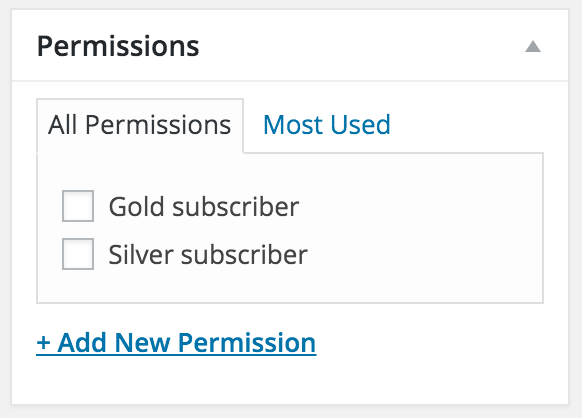 Permissions
All Permissions Most Used
Gold subscriber
Silver subscriber
+ Add New Permission